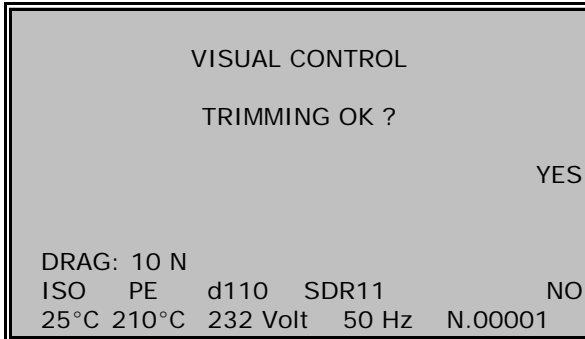 VISUAL CONTROL
TRIMMING OK ?
YES
DRAG: 10 N
ISO PE d110 SDR11 NO
25°C 210°C 232 Volt 50 Hz N.00001